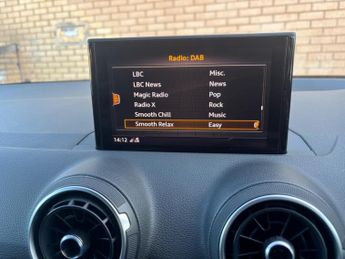 Radio: DAB
LBC Misc.
LBC News News
Magic Radio Pop
Radio X Rock
Smooth Chill Music
Smooth Relax Easy
14:12